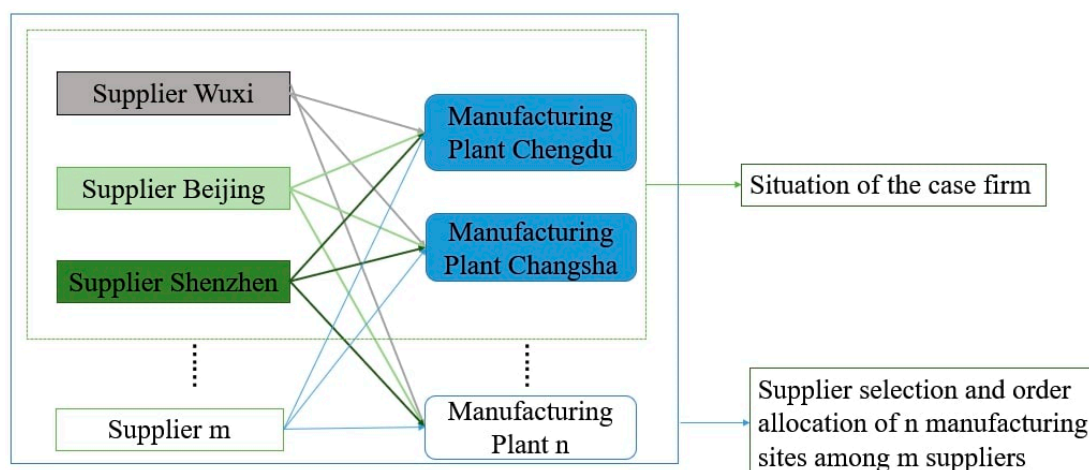 Supplier Wuxi
Manufacturing
Plant Chengdu
Supplier Beijing
Situation of the case firm
Manufacturing
Plant Changsha
Supplier Shenzhen
Supplier m
Manufacturing
Plant n
Supplier selection and order
allocation of n manufacturing
sites among m suppliers